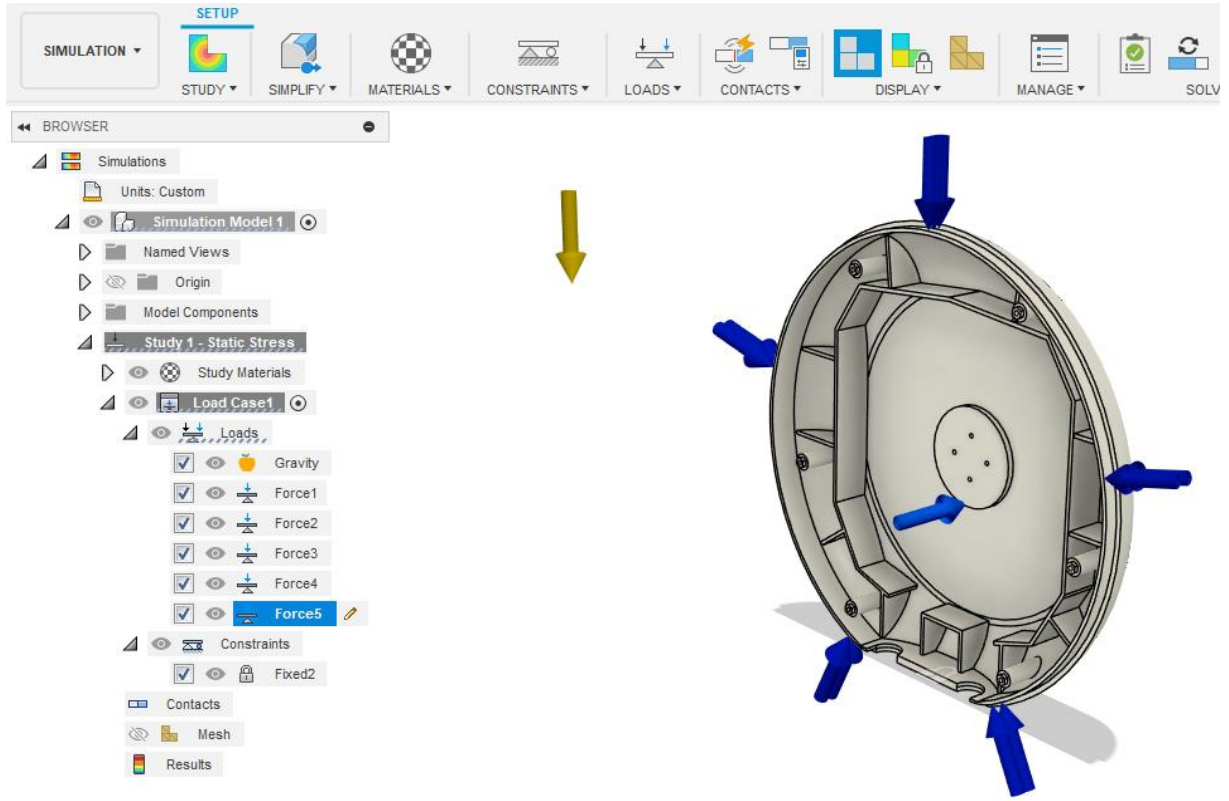 SETUP
SIMULATION
STUDY
SIMPLIFY
MATERIALS
CONSTRAINTS
LOADS
CONTACTS
DISPLAY
MANAGE
SOLV
BROWSER
Simulations
Units: Custom
Simulation Model 1
Named Views
Origin
Model Components
Study 1 - Static Stress
Study Materials
Load Case1
Loads
Gravity
Force1
Force2
Force3
Force4
Force5
Constraints
Fixed2
Contacts
Mesh
Results